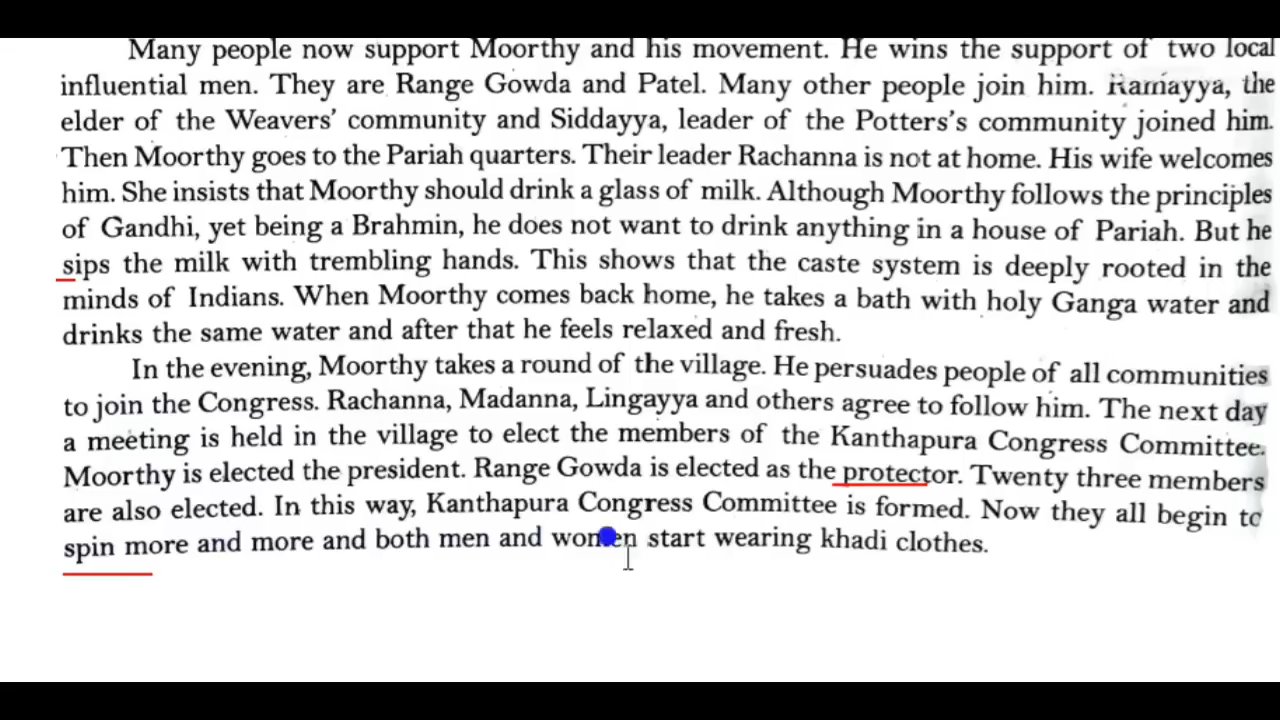 Many people now support Moorthy and his movement. He wins the support of two local
influential men. They are Range Gowda and Patel. Many other people join him. Ramayya, the
elder of the Weavers' community and Siddayya, leader of the Potters's community joined him.
Then Moorthy goes to the Pariah quarters. Their leader Rachanna is not at home. His wife welcomes
him. She insists that Moorthy should drink a glass of milk. Although Moorthy follows the principles
of Gandhi, yet being a Brahmin, he does not want to drink anything in a house of Pariah. But he
sips the milk with trembling hands. This shows that the caste system is deeply rooted in the
minds of Indians. When Moorthy comes back home, he takes a bath with holy Ganga water and
drinks the same water and after that he feels relaxed and fresh.
In the evening, Moorthy takes a round of the village. He persuades people of all communities
to join the Congress. Rachanna, Madanna, Lingayya and others agree to follow him. The next day
a meeting is held in the village to elect the members of the Kanthapura Congress Committee.
Moorthy is elected the president. Range Gowda is elected as the protector. Twenty three members
are also elected. In this way, Kanthapura Congress Committee is formed. Now they all begin to
spin more and more and both men and women start wearing khadi clothes.